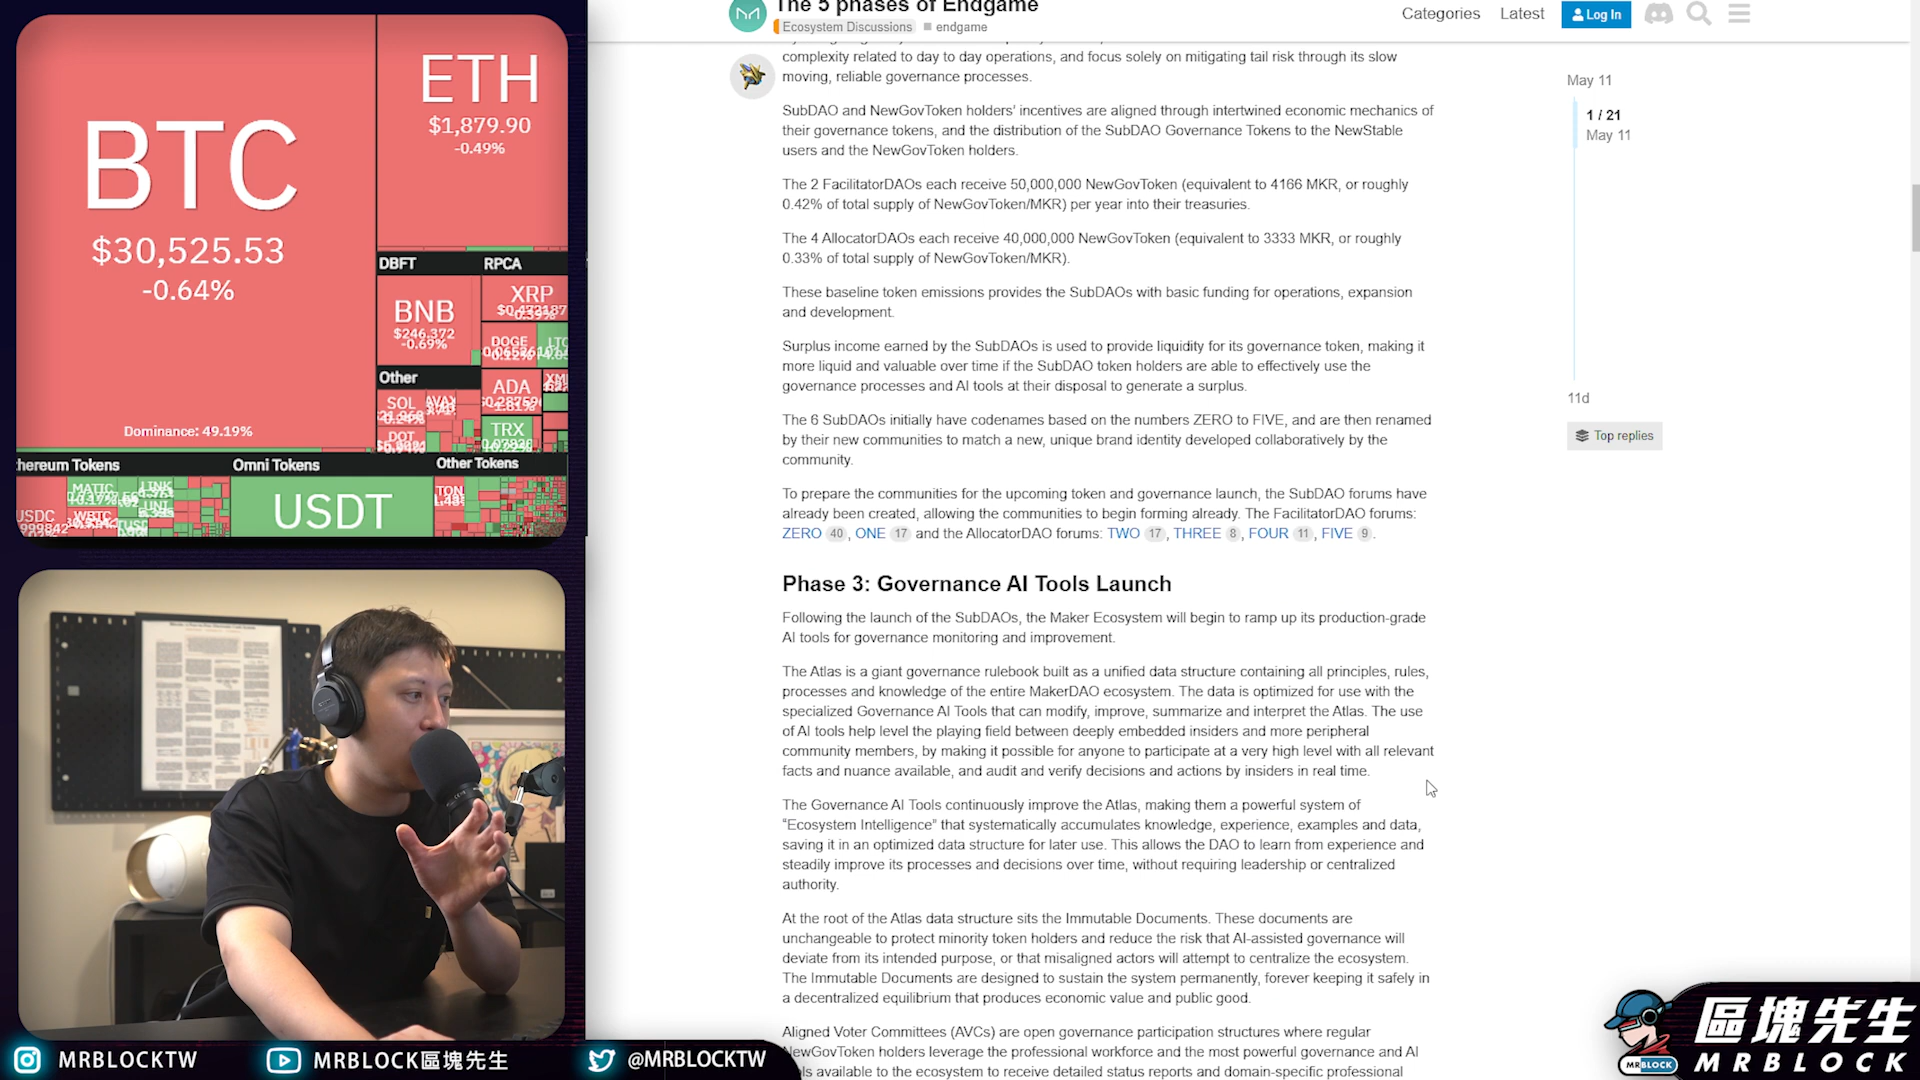 BTC
$30,525.53
-0.64%
Dominance: 49.19%
ETH
$1,879.90
-0.49%
DBFT
RPCA
BNB
$246.372
-0.69%
XRP
DOGE
LTC
Other
ADA
SOL
AVAX
DOT
TRX
hereum Tokens
Omni Tokens
Other Tokens
MATIC
LINK
UNI
USDC
WBTC
USDT
TON
The 5 phases of Endgame
Ecosystem Discussions endgame
Categories
Latest
Log In
complexity related to day to day operations, and focus solely on mitigating tail risk through its slow
moving, reliable governance processes.
SubDAO and NewGovToken holders' incentives are aligned through intertwined economic mechanics of
their governance tokens, and the distribution of the SubDAO Governance Tokens to the NewStable
users and the NewGovToken holders.
The 2 FacilitatorDAOs each receive 50,000,000 NewGovToken (equivalent to 4166 MKR, or roughly
0.42% of total supply of NewGovToken/MKR) per year into their treasuries.
The 4 AllocatorDAOs each receive 40,000,000 NewGovToken (equivalent to 3333 MKR, or roughly
0.33% of total supply of NewGovToken/MKR).
These baseline token emissions provides the SubDAOs with basic funding for operations, expansion
and development.
Surplus income earned by the SubDAOs is used to provide liquidity for its governance token, making it
more liquid and valuable over time if the SubDAO token holders are able to effectively use the
governance processes and AI tools at their disposal to generate a surplus.
The 6 SubDAOs initially have codenames based on the numbers ZERO to FIVE, and are then renamed
by their new communities to match a new, unique brand identity developed collaboratively by the
community.
To prepare the communities for the upcoming token and governance launch, the SubDAO forums have
already been created, allowing the communities to begin forming already. The FacilitatorDAO forums:
ZERO 40 , ONE 17 and the AllocatorDAO forums: TWO 17 , THREE 8 , FOUR 11 , FIVE 9 .
Phase 3: Governance AI Tools Launch
Following the launch of the SubDAOs, the Maker Ecosystem will begin to ramp up its production-grade
AI tools for governance monitoring and improvement.
The Atlas is a giant governance rulebook built as a unified data structure containing all principles, rules,
processes and knowledge of the entire MakerDAO ecosystem. The data is optimized for use with the
specialized Governance AI Tools that can modify, improve, summarize and interpret the Atlas. The use
of AI tools help level the playing field between deeply embedded insiders and more peripheral
community members, by making it possible for anyone to participate at a very high level with all relevant
facts and nuance available, and audit and verify decisions and actions by insiders in real time.
The Governance AI Tools continuously improve the Atlas, making them a powerful system of
“Ecosystem Intelligence” that systematically accumulates knowledge, experience, examples and data,
saving it in an optimized data structure for later use. This allows the DAO to learn from experience and
steadily improve its processes and decisions over time, without requiring leadership or centralized
authority.
At the root of the Atlas data structure sits the Immutable Documents. These documents are
unchangeable to protect minority token holders and reduce the risk that AI-assisted governance will
deviate from its intended purpose, or that misaligned actors will attempt to centralize the ecosystem.
The Immutable Documents are designed to sustain the system permanently, forever keeping it safely in
a decentralized equilibrium that produces economic value and public good.
Aligned Voter Committees (AVCs) are open governance participation structures where regular
NewGovToken holders leverage the professional workforce and the most powerful governance and AI
available to the ecosystem to receive detailed status reports and domain-specific professional
May 11
1 / 21
May 11
11d
Top replies
MRBLOCKTW
MRBLOCK區塊先生
@MRBLOCKTW
MRBLOCK
區塊先生
MRBLOCK